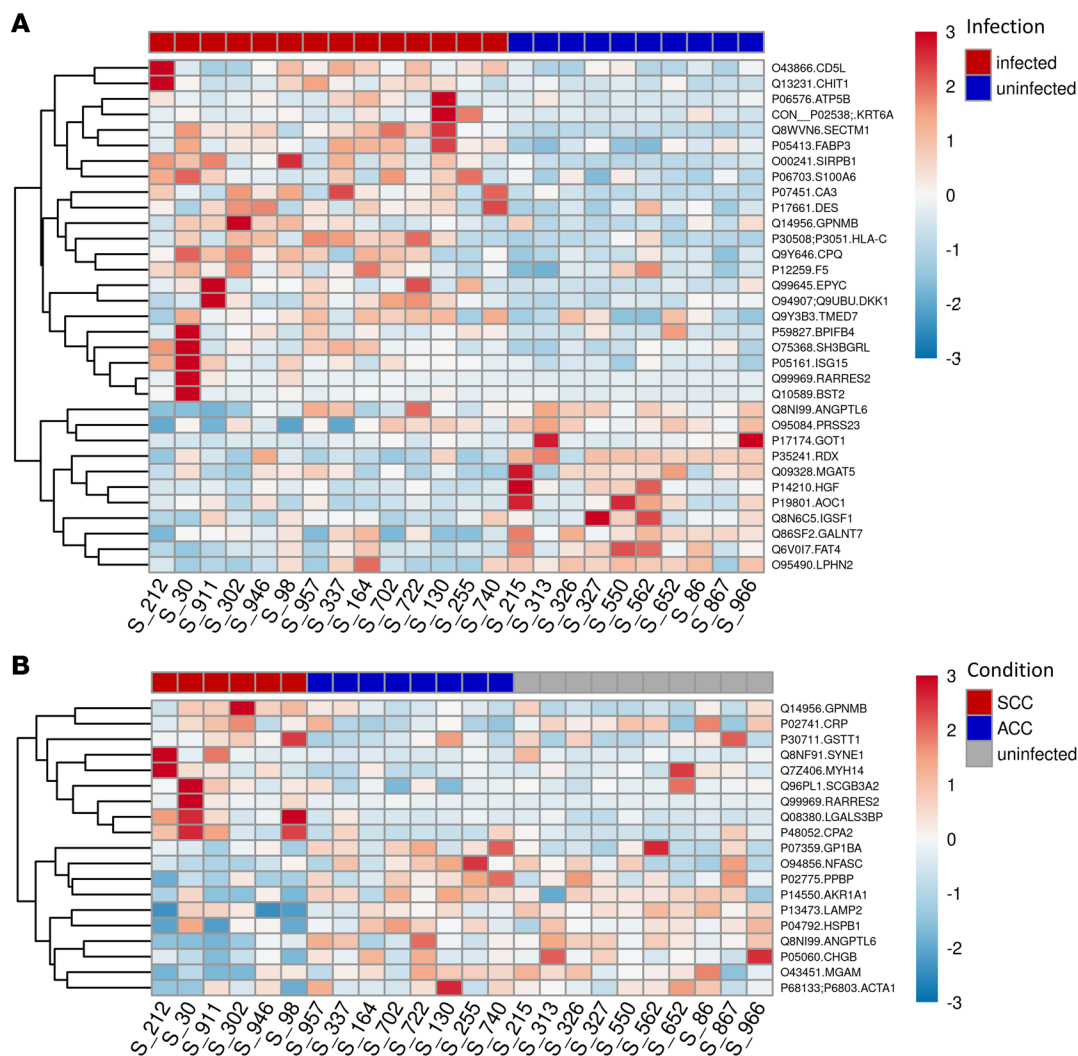 A
Infection
infected
uninfected
3
2
1
0
-1
-2
-3
O43866.CD5L
Q13231.CHIT1
P06576.ATP5B
CON__P02538;.KRT6A
Q8WVN6.SECTM1
P05413.FABP3
O00241.SIRPB1
P06703.S100A6
P07451.CA3
P17661.DES
Q14956.GPNMB
P30508;P3051.HLA-C
Q9Y646.CPQ
P12259.F5
Q99645.EPYC
O94907;Q9UBU.DKK1
Q9Y3B3.TMED7
P59827.BPIFB4
O75368.SH3BGRL
P05161.ISG15
Q99969.RARRES2
Q10589.BST2
Q8NI99.ANGPTL6
O95084.PRSS23
P17174.GOT1
P35241.RDX
Q09328.MGAT5
P14210.HGF
P19801.AOC1
Q8N6C5.IGSF1
Q86SF2.GALNT7
Q6V0I7.FAT4
O95490.LPHN2
S_212
S_30
S_911
S_302
S_946
S_98
S_957
S_337
S_164
S_702
S_722
S_130
S_255
S_740
S_215
S_313
S_326
S_327
S_550
S_562
S_652
S_86
S_867
S_966
B
Condition
SCC
ACC
uninfected
3
2
1
0
-1
-2
-3
Q14956.GPNMB
P02741.CRP
P30711.GSTT1
Q8NF91.SYNE1
Q7Z406.MYH14
Q96PL1.SCGB3A2
Q99969.RARRES2
Q08380.LGALS3BP
P48052.CPA2
P07359.GP1BA
O94856.NFASC
P02775.PPBP
P14550.AKR1A1
P13473.LAMP2
P04792.HSPB1
Q8NI99.ANGPTL6
P05060.CHGB
O43451.MGAM
P68133;P6803.ACTA1
S_212
S_30
S_911
S_302
S_946
S_98
S_957
S_337
S_164
S_702
S_722
S_130
S_255
S_740
S_215
S_313
S_326
S_327
S_550
S_562
S_652
S_86
S_867
S_966